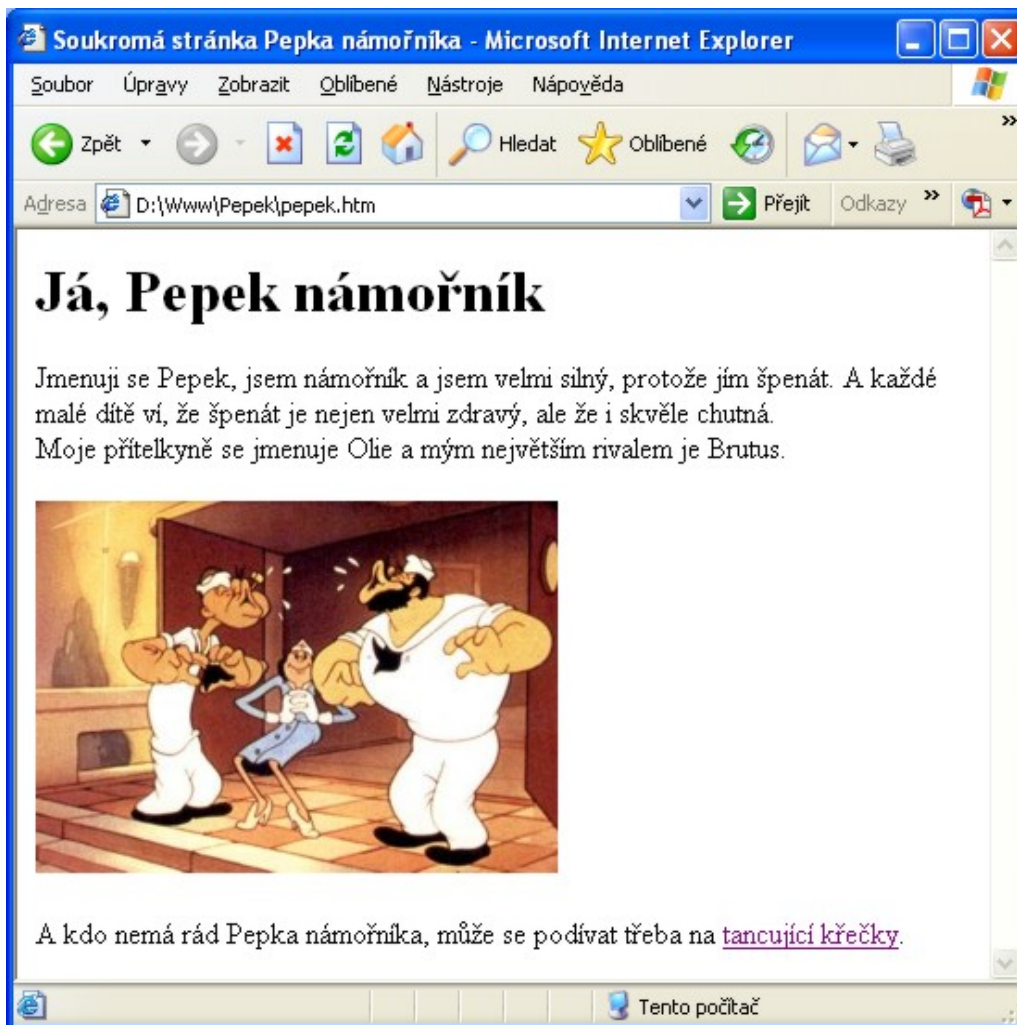 Soukromá stránka Pepka námořníka - Microsoft Internet Explorer
Soubor Úpravy Zobrazit Oblíbené Nástroje Nápověda
Zpět Hledat Oblíbené »
Adresa D:\Www\Pepek\pepek.htm Přejít Odkazy »
Já, Pepek námořník
Jmenuji se Pepek, jsem námořník a jsem velmi silný, protože jím špenát. A každé
malé dítě ví, že špenát je nejen velmi zdravý, ale že i skvěle chutná.
Moje přítelkyně se jmenuje Olie a mým největším rivalem je Brutus.
A kdo nemá rád Pepka námořníka, může se podívat třeba na tancující křečky.
Tento počítač